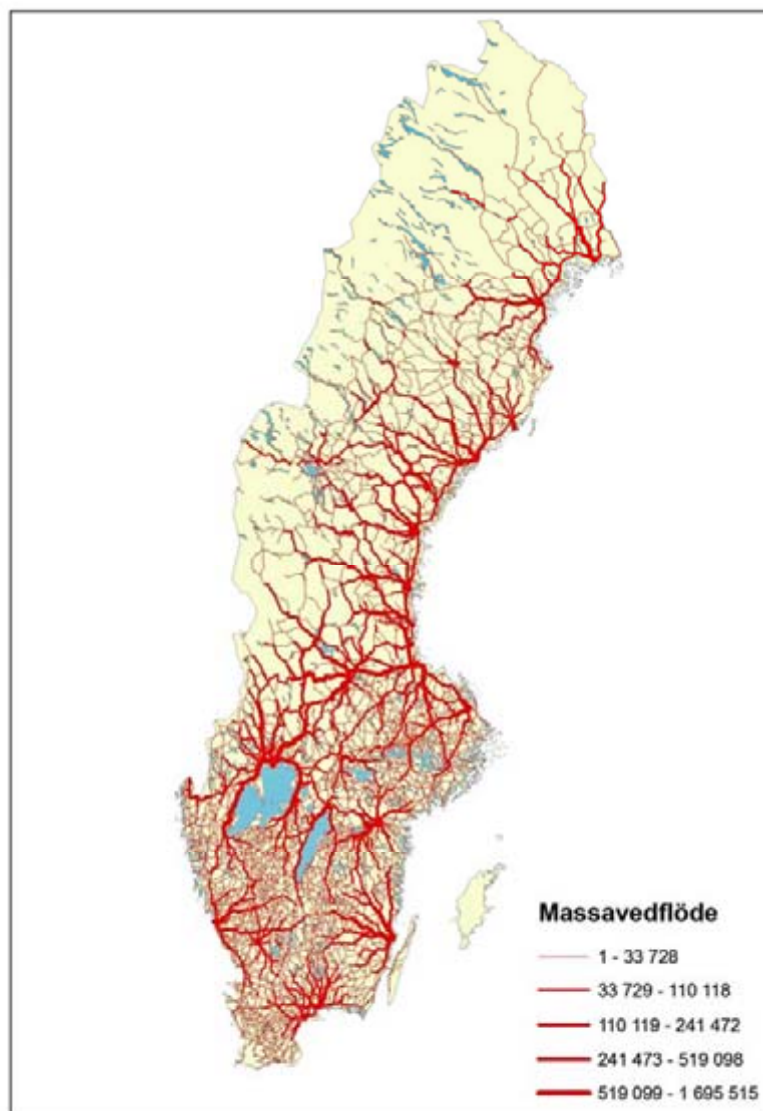 Massavedflöde
1 - 33 728
33 729 - 110 118
110 119 - 241 472
241 473 - 519 098
519 099 - 1 695 515